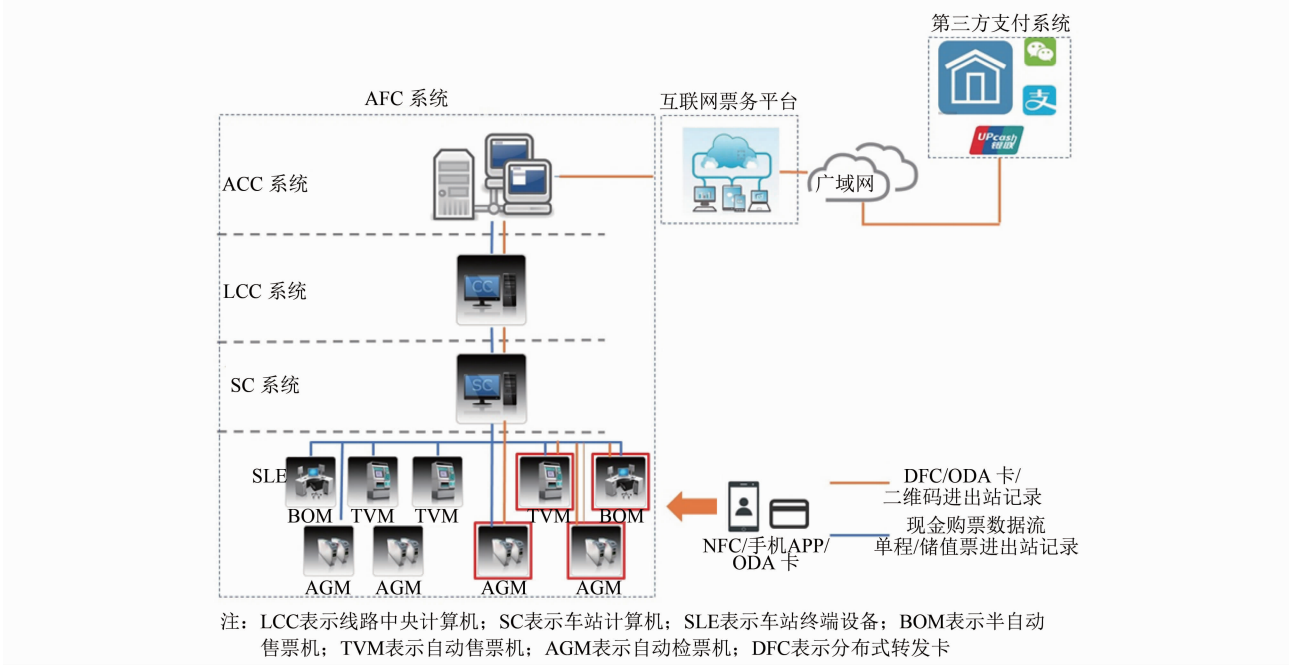 第三方支付系统
AFC 系统
互联网票务平台
支
UPcash
银联
ACC 系统
广域网
LCC 系统
CC
SC 系统
SC
SLE
BOM
TVM
TVM
TVM
BOM
AGM
AGM
AGM
AGM
NFC/手机APP/
ODA 卡
DFC/ODA 卡/
二维码进出站记录
现金购票数据流
单程/储值票进出站记录
注：LCC表示线路中央计算机；SC表示车站计算机；SLE表示车站终端设备；BOM表示半自动
售票机；TVM表示自动售票机；AGM表示自动检票机；DFC表示分布式转发卡